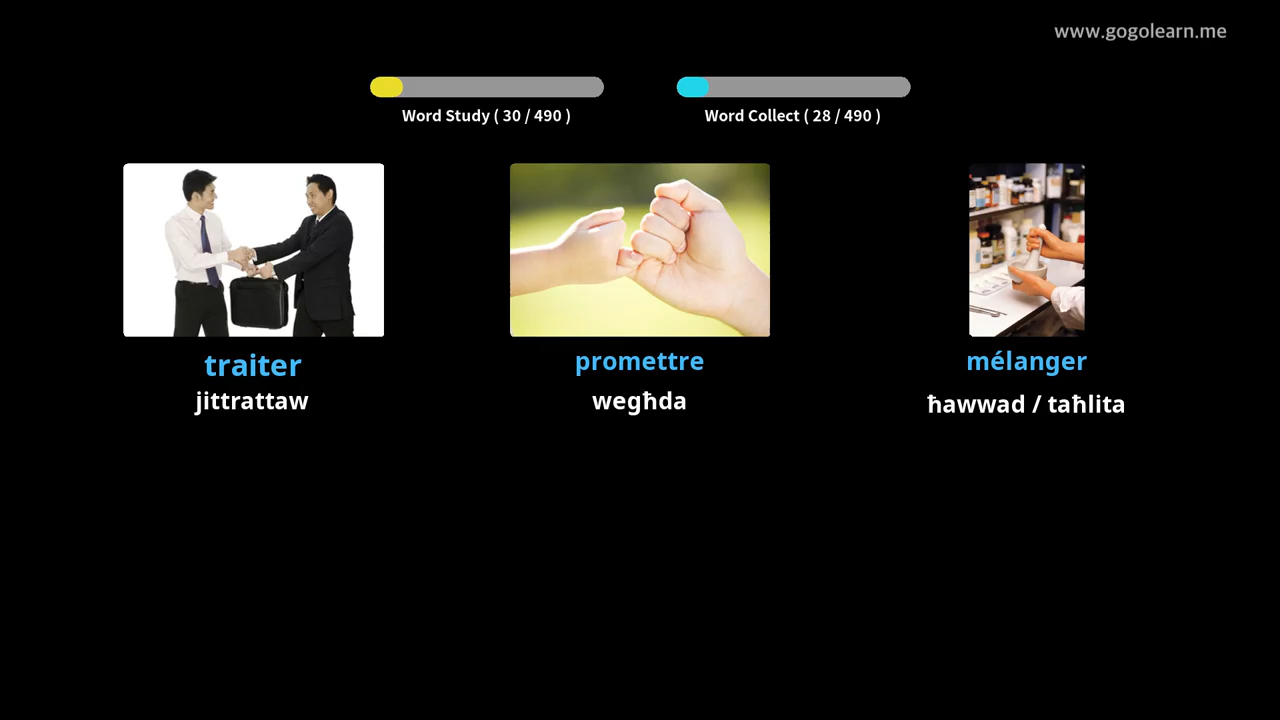 www.gogolearn.me
Word Study ( 30 / 490 )
Word Collect ( 28 / 490 )
traiter
jittrattaw
promettre
wegħda
mélanger
ħawwad / taħlita